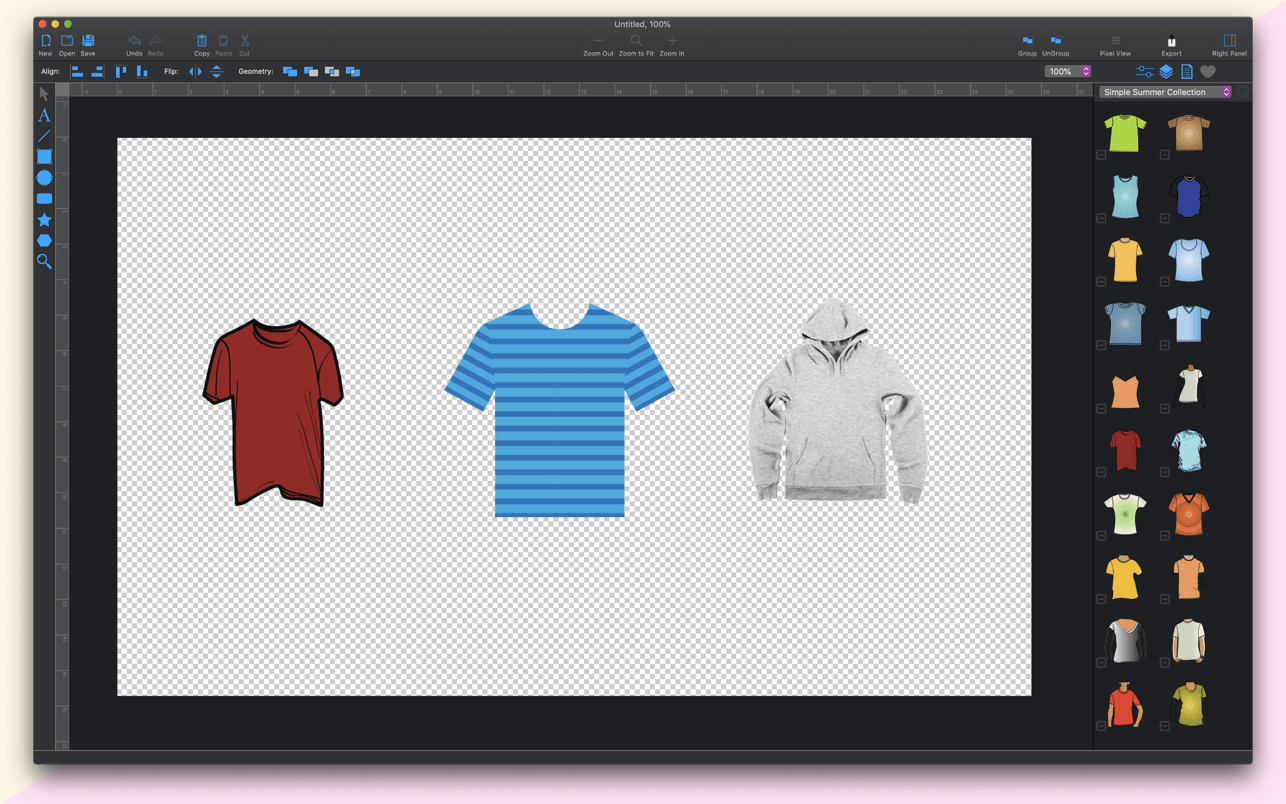 Untitled, 100%
New Open Save Undo Redo Copy Paste Cut Zoom Out Zoom to Fit Zoom In Group UnGroup Pixel View Export Right Panel
Align: Flip: Geometry: 100%
Simple Summer Collection